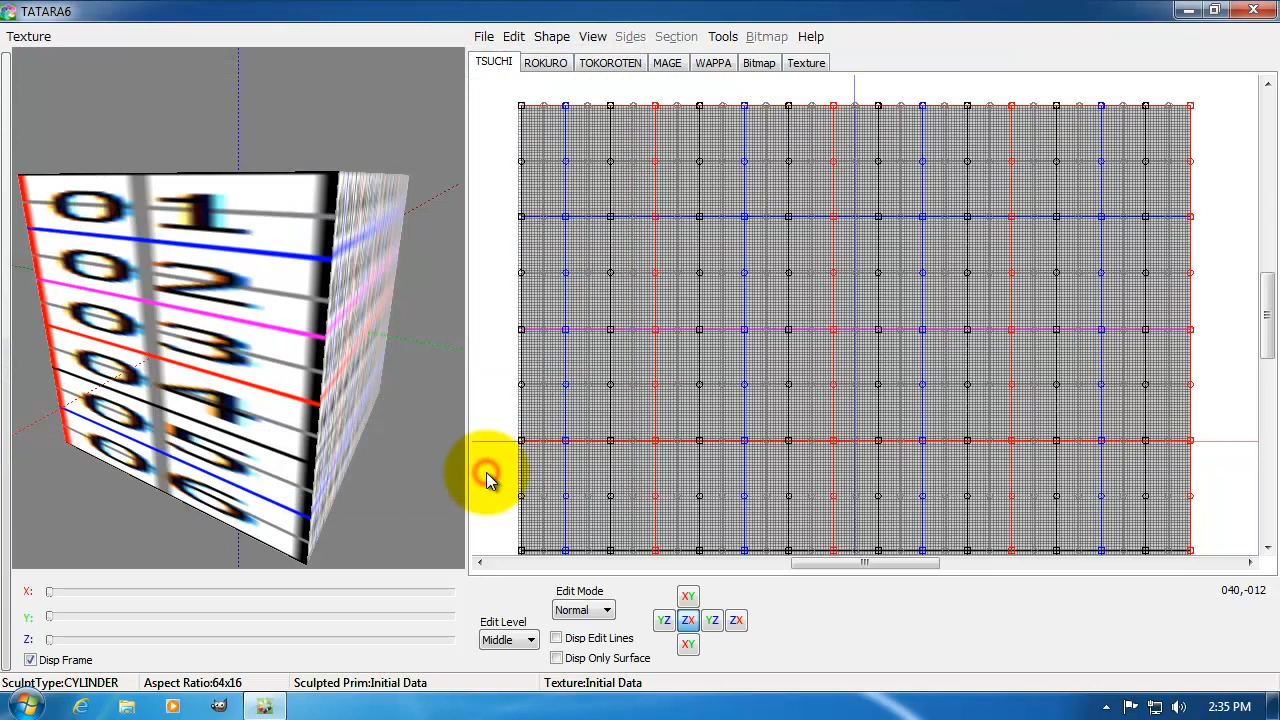 TATARA6
Texture
File Edit Shape View Sides Section Tools Bitmap Help
TSUCHI ROKURO TOKOROTEN MAGE WAPPA Bitmap Texture
01
02
03
04
05
06
X:
Y:
Z:
Disp Frame
Edit Level
Middle
Edit Mode
Normal
Disp Edit Lines
Disp Only Surface
XY
YZ ZX YZ ZX
XY
040,-012
SculptType:CYLINDER Aspect Ratio:64x16 Sculpted Prim:Initial Data Texture:Initial Data
2:35 PM